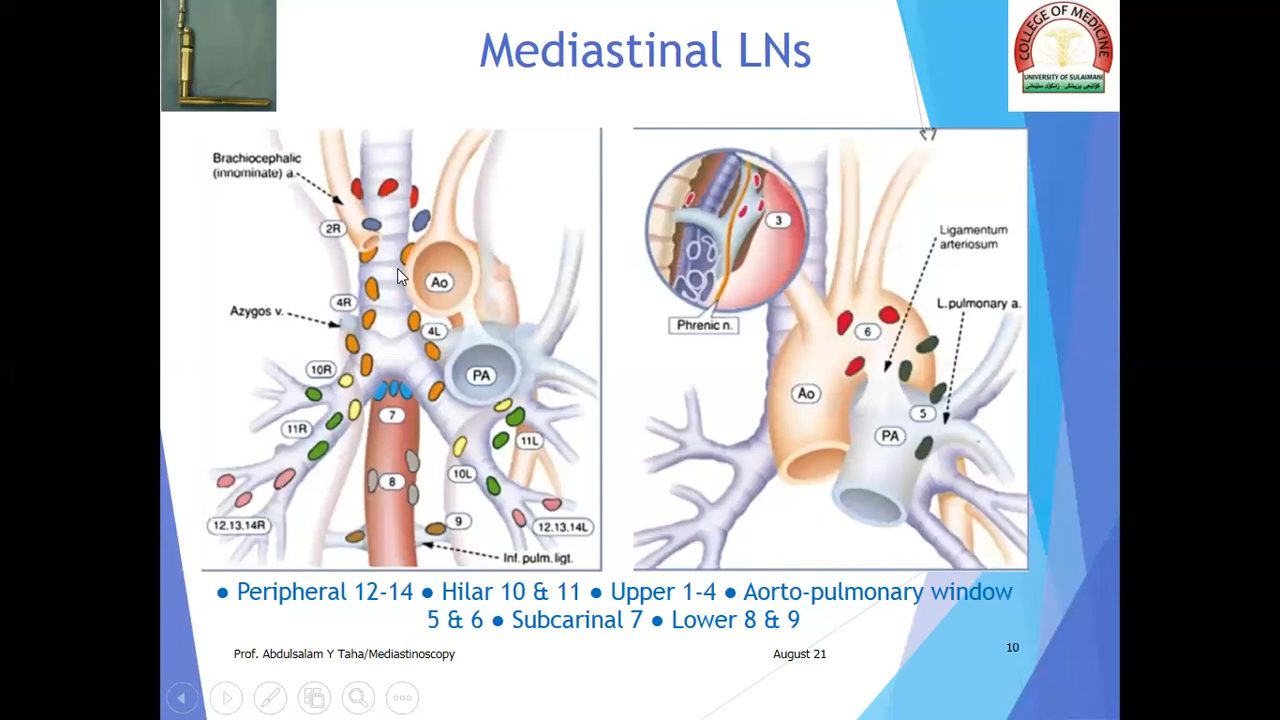 Mediastinal LNs
COLLEGE OF MEDICINE
UNIVERSITY OF SULAIMANI
Brachiocephalic
(innominate) a.
2R
Ao
4R
Azygos v.
4L
PA
10R
7
11R
11L
10L
8
9
12.13.14R
12.13.14L
Inf. pulm. ligt.
3
Phrenic n.
Ligamentum
arteriosum
L.pulmonary a.
6
Ao
5
PA
● Peripheral 12-14 ● Hilar 10 & 11 ● Upper 1-4 ● Aorto-pulmonary window
5 & 6 ● Subcarinal 7 ● Lower 8 & 9
Prof. Abdulsalam Y Taha/Mediastinoscopy
August 21
10